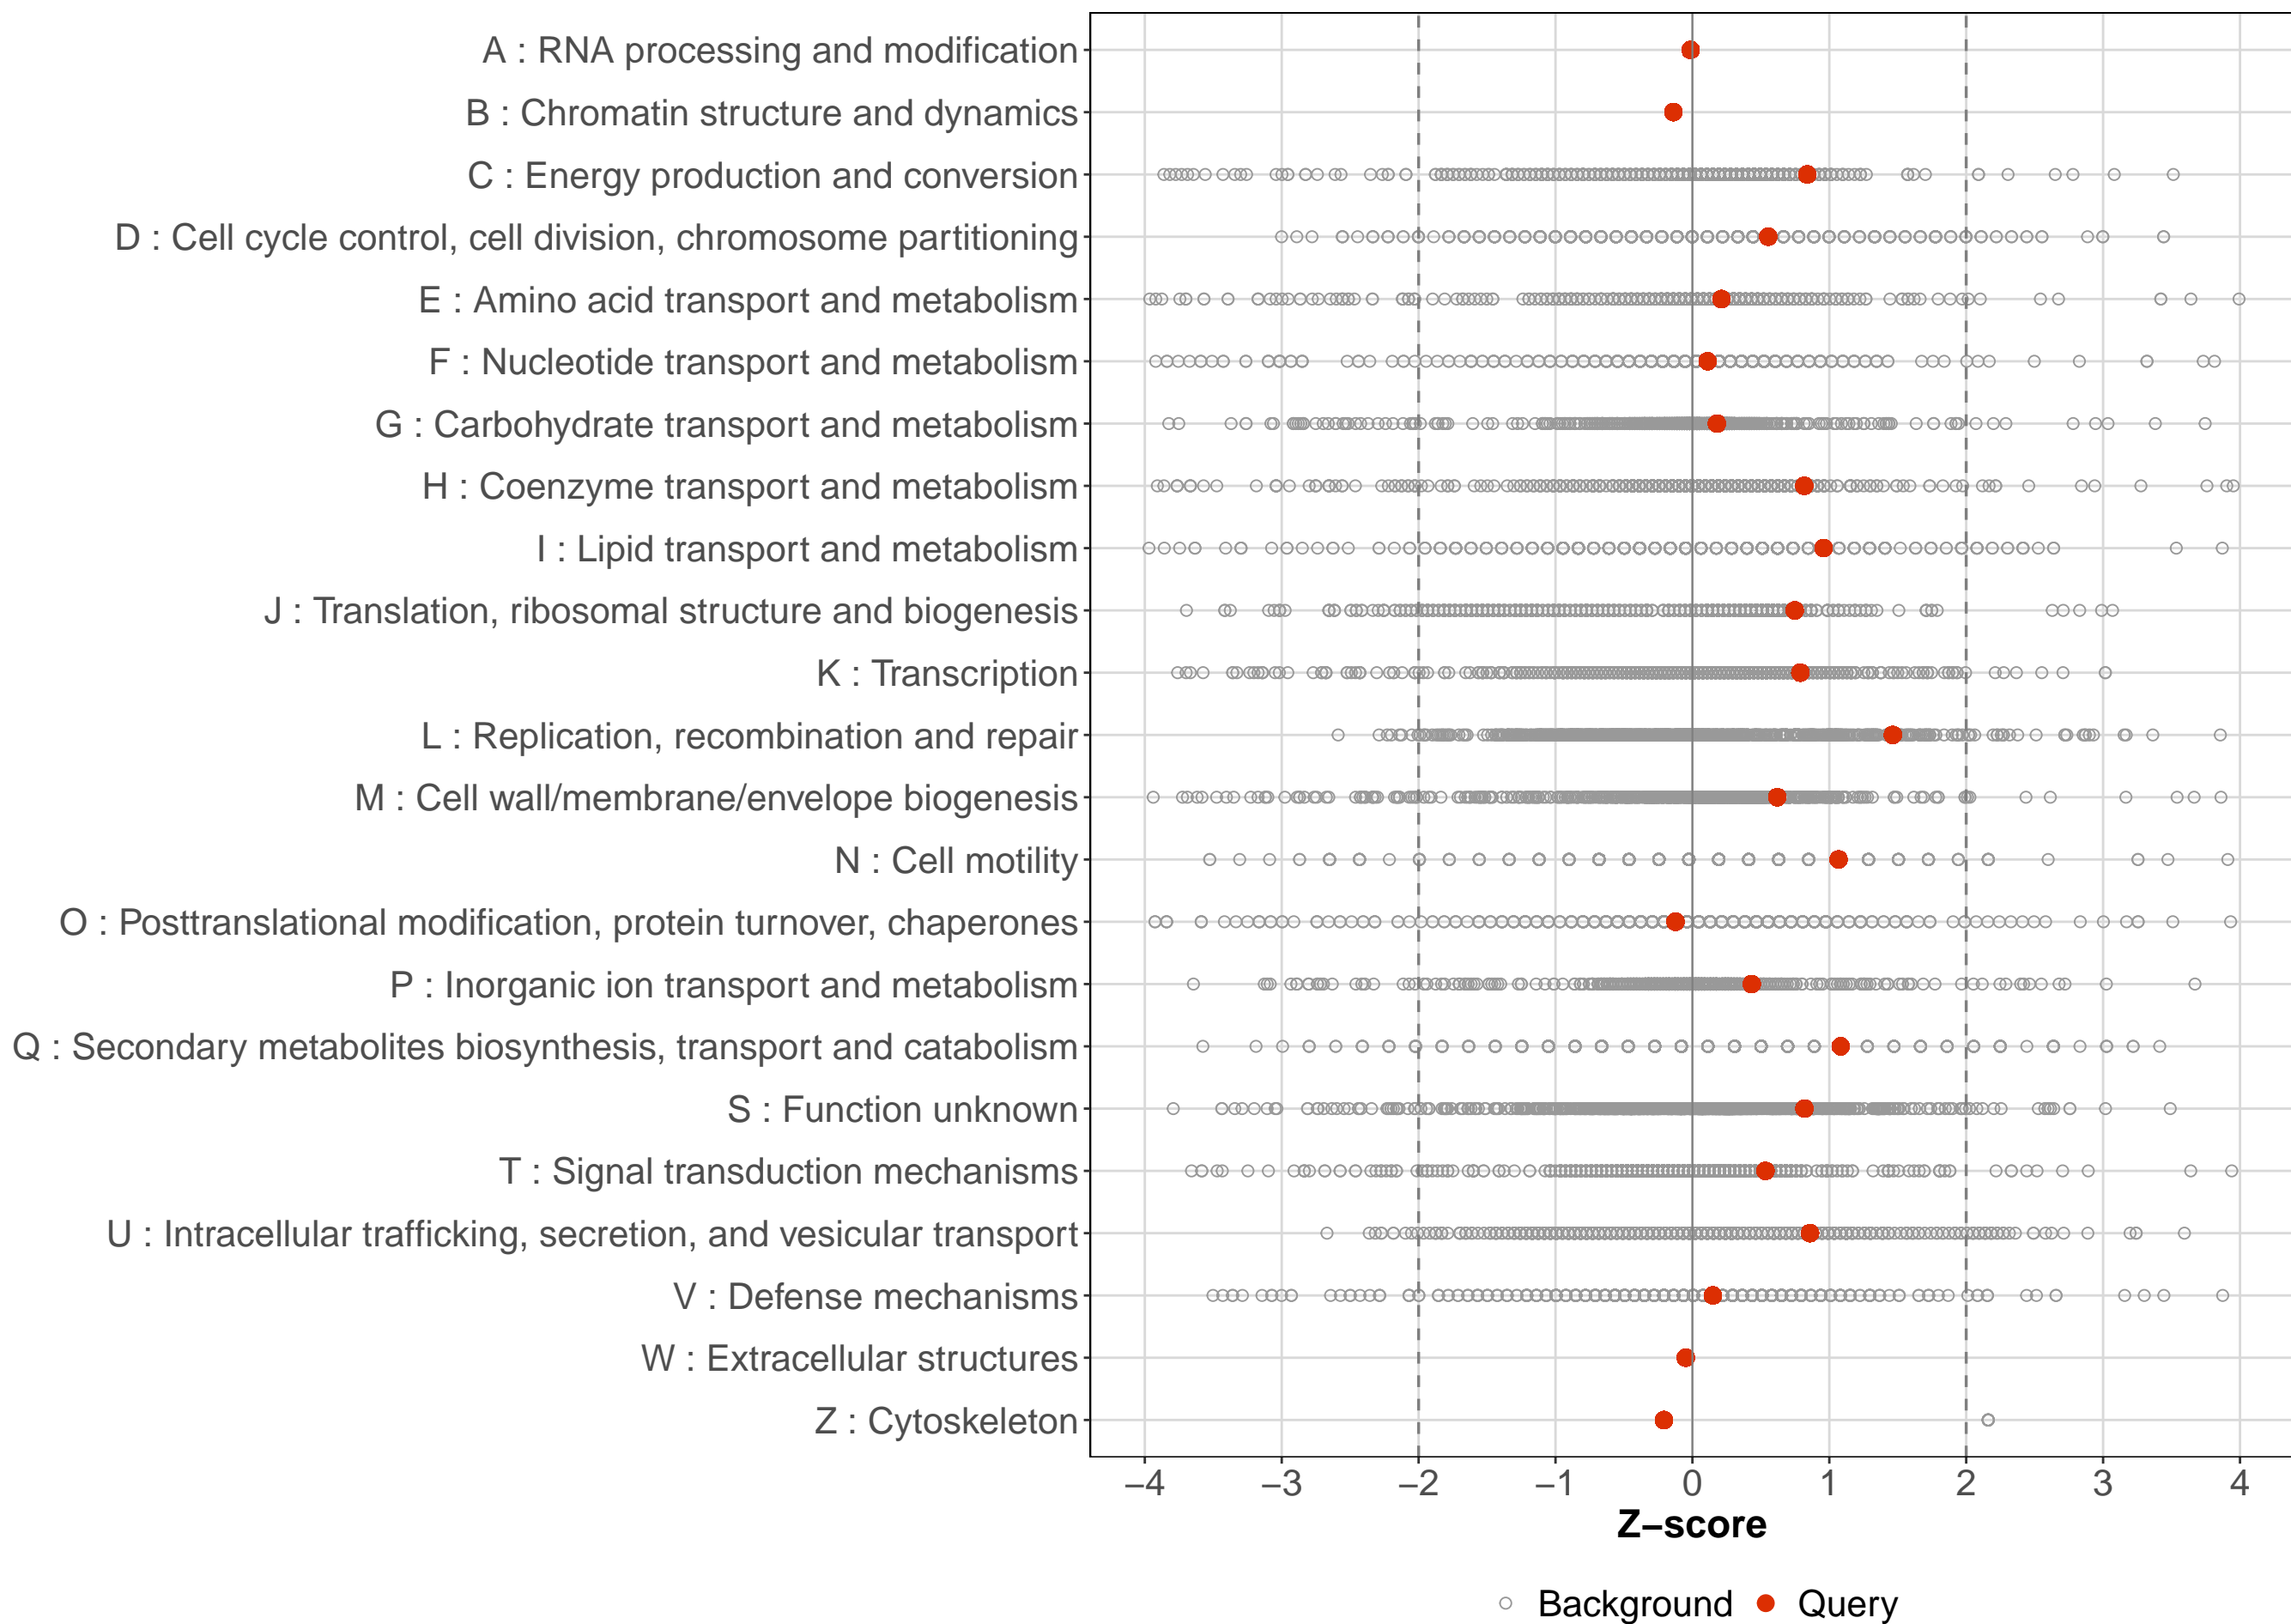 A : RNA processing and modification
B : Chromatin structure and dynamics
C : Energy production and conversion
D : Cell cycle control, cell division, chromosome partitioning
E : Amino acid transport and metabolism
F : Nucleotide transport and metabolism
G : Carbohydrate transport and metabolism
H : Coenzyme transport and metabolism
I : Lipid transport and metabolism
J : Translation, ribosomal structure and biogenesis
K : Transcription
L : Replication, recombination and repair
M : Cell wall/membrane/envelope biogenesis
N : Cell motility
O : Posttranslational modification, protein turnover, chaperones
P : Inorganic ion transport and metabolism
Q : Secondary metabolites biosynthesis, transport and catabolism
S : Function unknown
T : Signal transduction mechanisms
U : Intracellular trafficking, secretion, and vesicular transport
V : Defense mechanisms
W : Extracellular structures
Z : Cytoskeleton
−4 −3 −2 −1 0 1 2 3 4
Z−score
Background Query